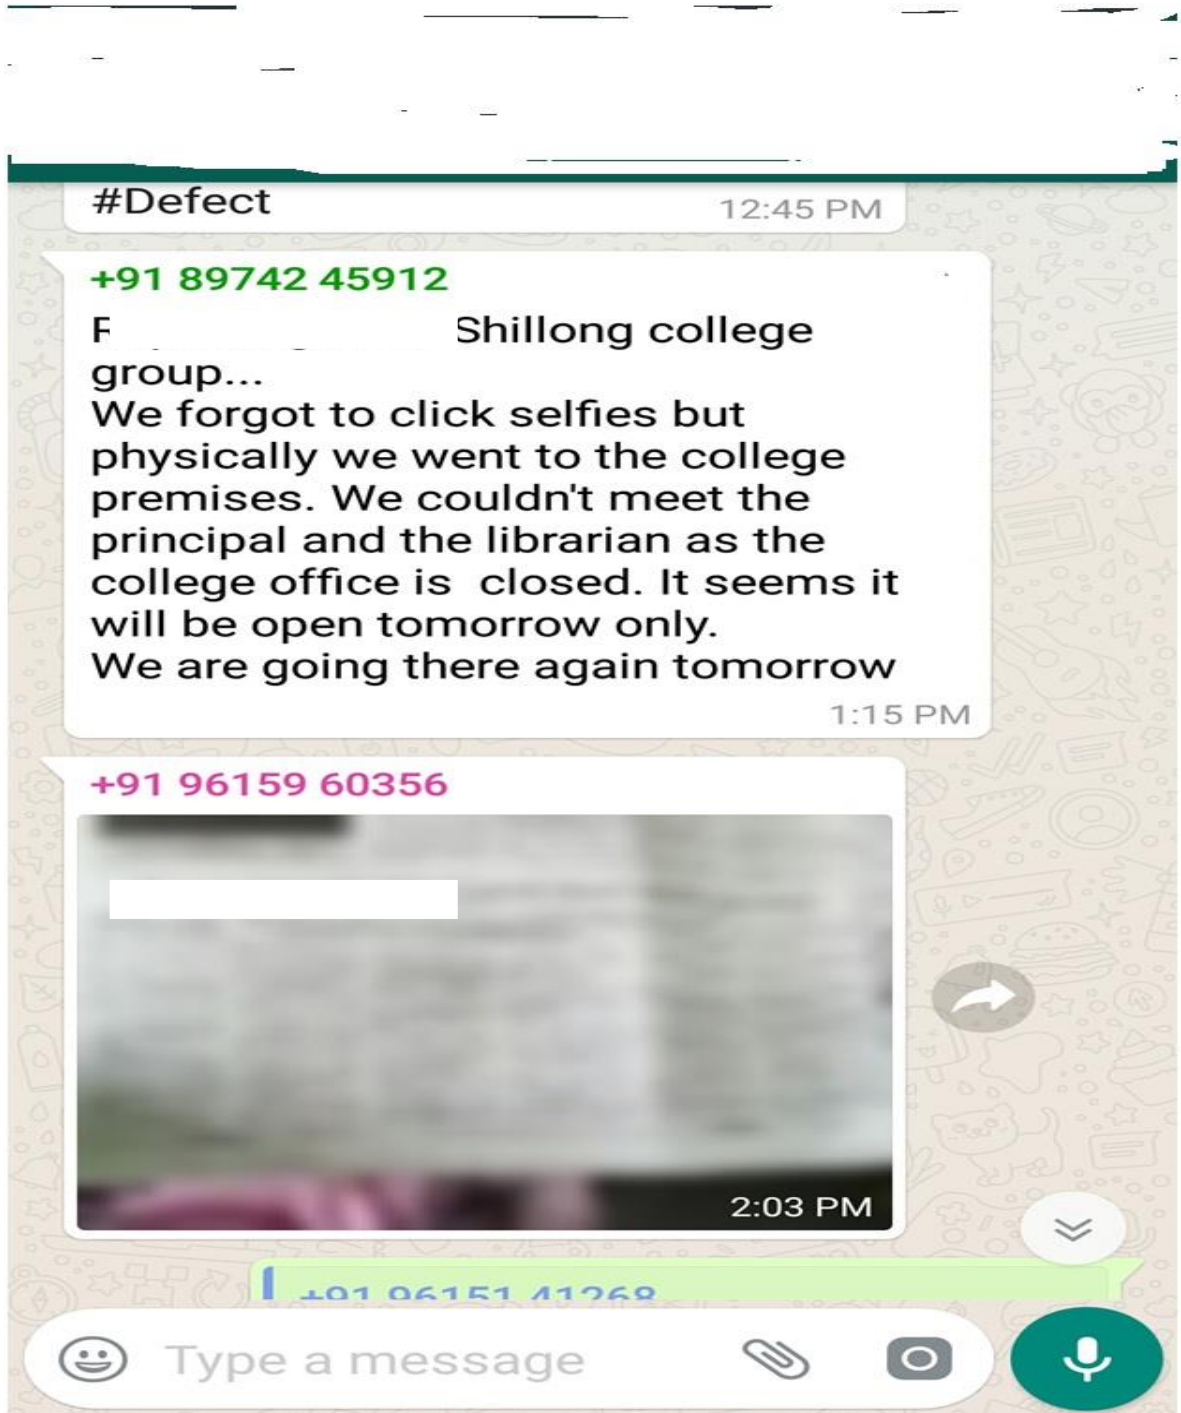 #Defect
12:45 PM
+91 89742 45912
Shillong college
group...
We forgot to click selfies but
physically we went to the college
premises. We couldn't meet the
principal and the librarian as the
college office is  closed. It seems it
will be open tomorrow only.
We are going there again tomorrow
1:15 PM
+91 96159 60356
2:03 PM
+91 96151 41268
Type a message